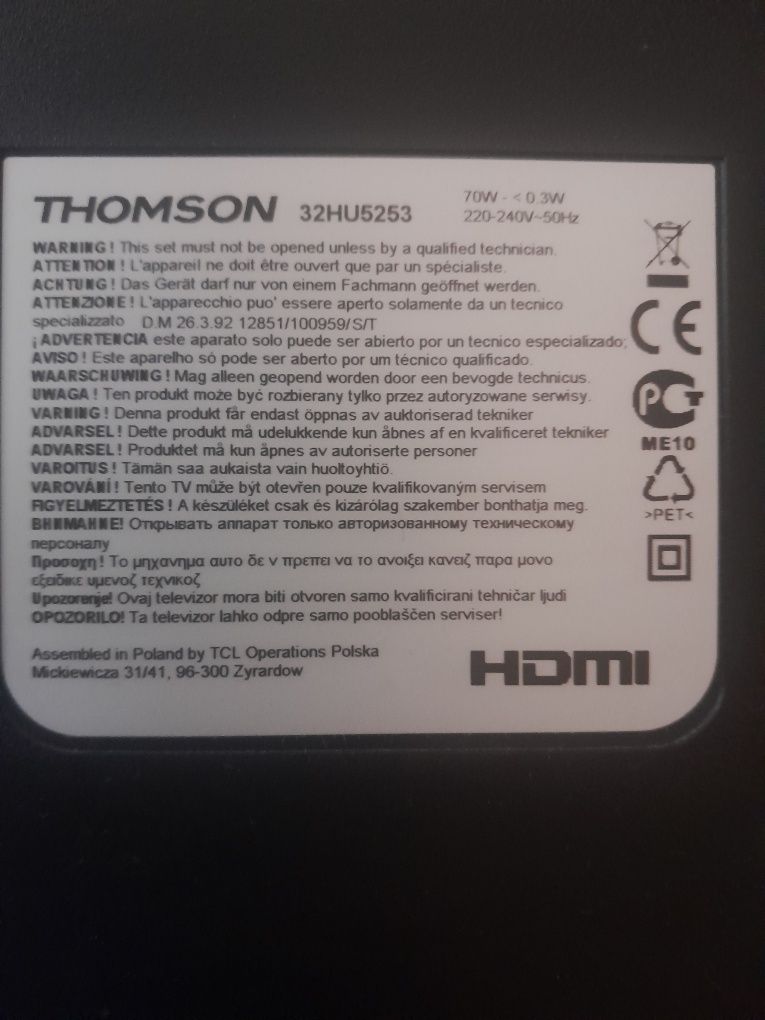 THOMSON 32HU5253
70W - < 0.3W
220-240V~50Hz
WARNING ! This set must not be opened unless by a qualified technician.
ATTENTION ! L'appareil ne doit être ouvert que par un spécialiste.
ACHTUNG ! Das Gerät darf nur von einem Fachmann geöffnet werden.
ATTENZIONE ! L'apparecchio puo' essere aperto solamente da un tecnico
specializzato D.M 26.3.92 12851/100959/S/T
¡ ADVERTENCIA este aparato solo puede ser abierto por un tecnico especializado;
AVISO ! Este aparelho só pode ser aberto por um técnico qualificado.
WAARSCHUWING ! Mag alleen geopend worden door een bevogde technicus.
UWAGA ! Ten produkt może być rozbierany tylko przez autoryzowane serwisy.
VARNING ! Denna produkt får endast öppnas av auktoriserad tekniker
ADVARSEL ! Dette produkt må udelukkende kun åbnes af en kvalificeret tekniker
ADVARSEL ! Produktet må kun åpnes av autoriserte personer
VAROITUS ! Tämän saa aukaista vain huoltoyhtiö.
VAROVÁNÍ ! Tento TV může být otevřen pouze kvalifikovaným servisem
FIGYELMEZTETÉS ! A készüléket csak és kizárólag szakember bonthatja meg.
ВНИМАНИЕ! Открывать аппарат только авторизованному техническому
персоналу
Προσοχη ! Το μηχανημα αυτο δε ν πρεπει να το ανοιξει κανειζ παρα μονο
εξειδικε υμενοζ τεχνικοζ
Upozorenje! Ovaj televizor mora biti otvoren samo kvalificirani tehničar ljudi
OPOZORILO! Ta televizor lahko odpre samo pooblaščen serviser!
Assembled in Poland by TCL Operations Polska
Mickiewicza 31/41, 96-300 Zyrardow
HDMI
CE
РСТ
ME10
>PET<